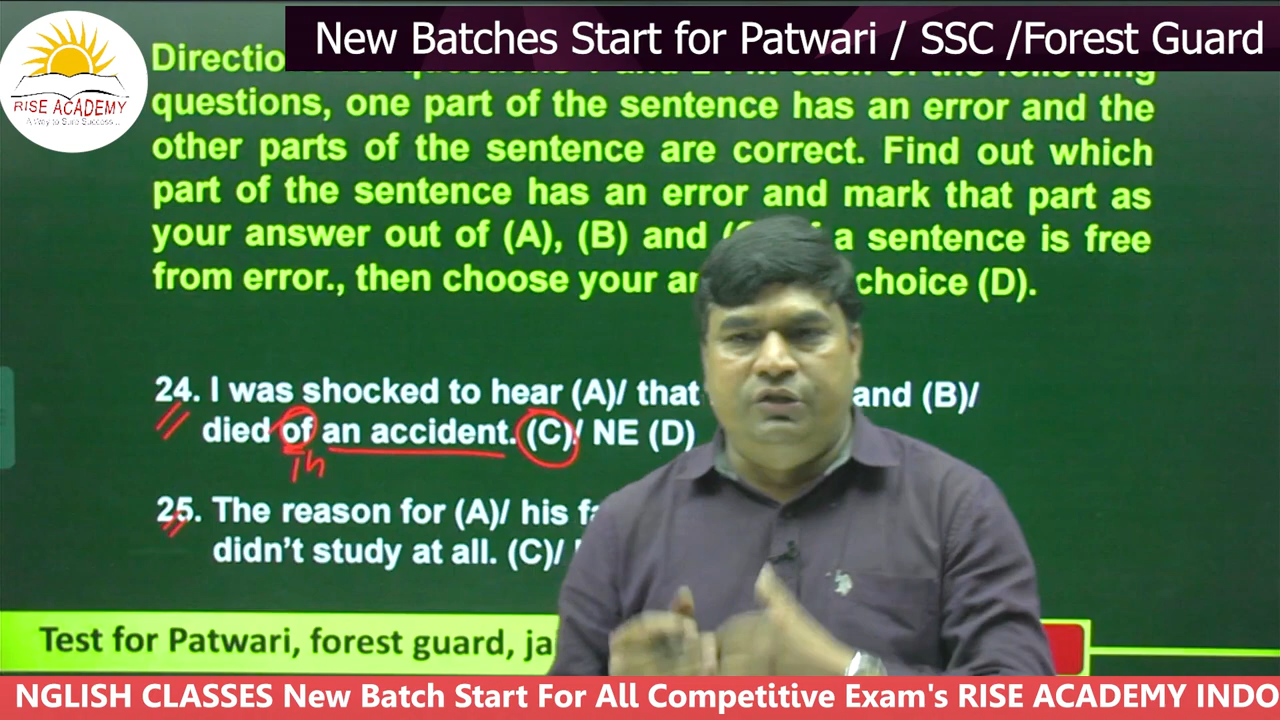 New Batches Start for Patwari / SSC /Forest Guard
RISE ACADEMY
A Way to Sure Success...
questions, one part of the sentence has an error and the
other parts of the sentence are correct. Find out which
part of the sentence has an error and mark that part as
your answer out of (A), (B) and a sentence is free
from error., then choose your choice (D).
24. I was shocked to hear (A)/ that and (B)/
died of an accident. (C)/ NE (D)
in
25. The reason for (A)/ his
didn't study at all. (C)/
Test for Patwari, forest guard,
NGLISH CLASSES New Batch Start For All Competitive Exam's RISE ACADEMY INDO